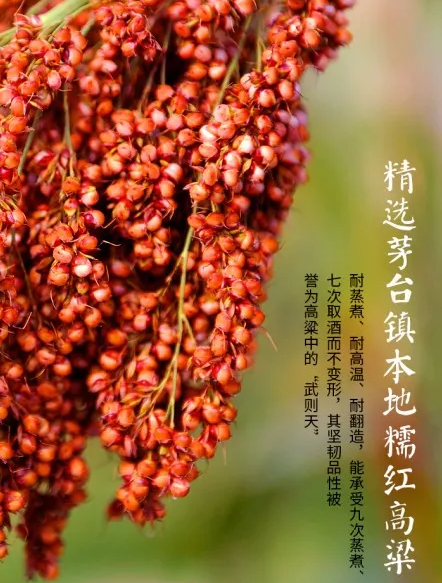 精选茅台镇本地糯红高粱
耐蒸煮、耐高温、耐翻造，能承受九次蒸煮、
七次取酒而不变形，其坚韧品性被
誉为高粱中的“武则天”